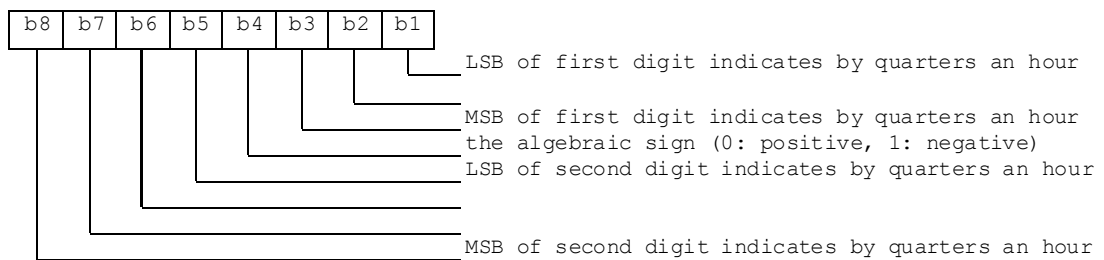 b8 b7 b6 b5 b4 b3 b2 b1
LSB of first digit indicates by quarters an hour
MSB of first digit indicates by quarters an hour
the algebraic sign (0: positive, 1: negative)
LSB of second digit indicates by quarters an hour
MSB of second digit indicates by quarters an hour